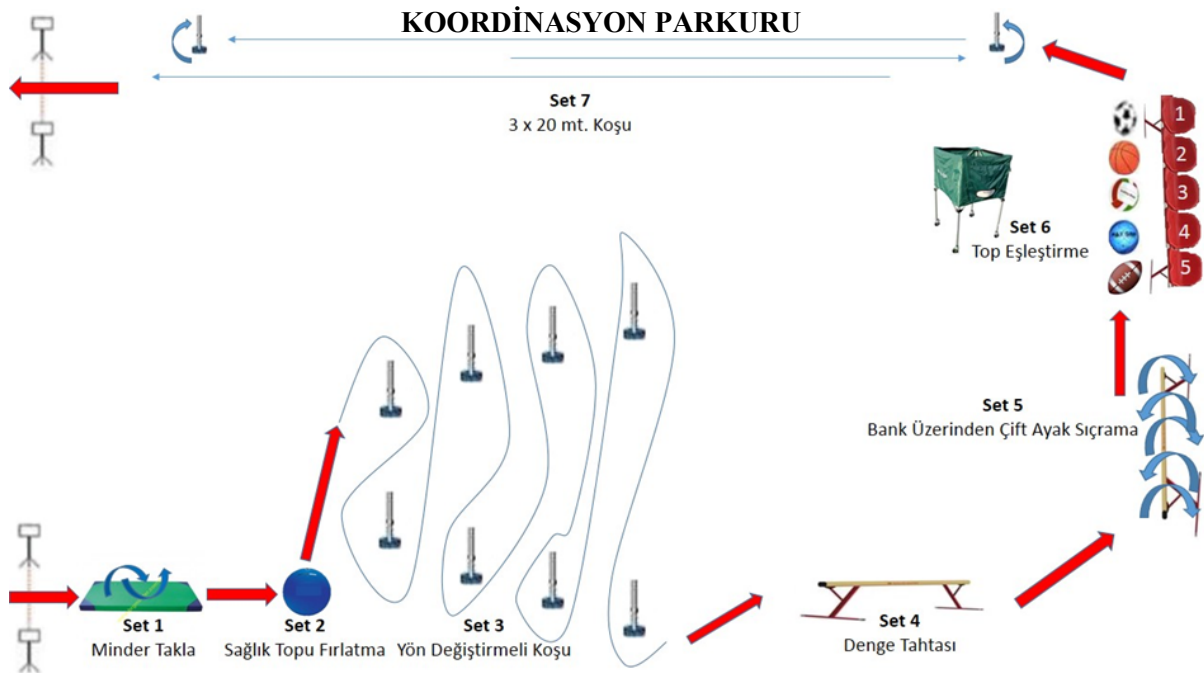 KOORDİNASYON PARKURU
Set 7
3 x 20 mt. Koşu
1
2
3
4
5
Set 6
Top Eşleştirme
Set 5
Bank Üzerinden Çift Ayak Sıçrama
Set 1
Minder Takla
Set 2
Sağlık Topu Fırlatma
Set 3
Yön Değiştirmeli Koşu
Set 4
Denge Tahtası